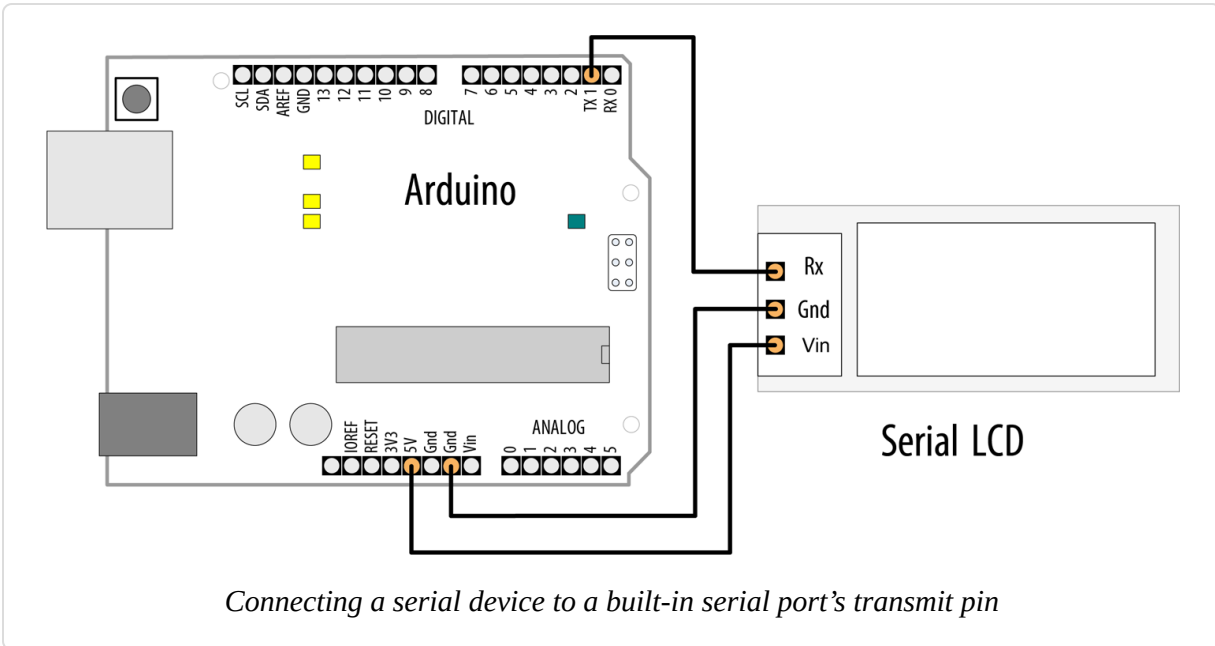 SCL
SDA
AREF
GND
13
12
11
10
9
8
7
6
5
4
3
2
TX 1
RX 0
DIGITAL
Arduino
Rx
Gnd
Vin
Serial LCD
IOREF
RESET
3V3
5V
Gnd
Gnd
Vin
ANALOG
0
1
2
3
4
5
Connecting a serial device to a built-in serial port’s transmit pin